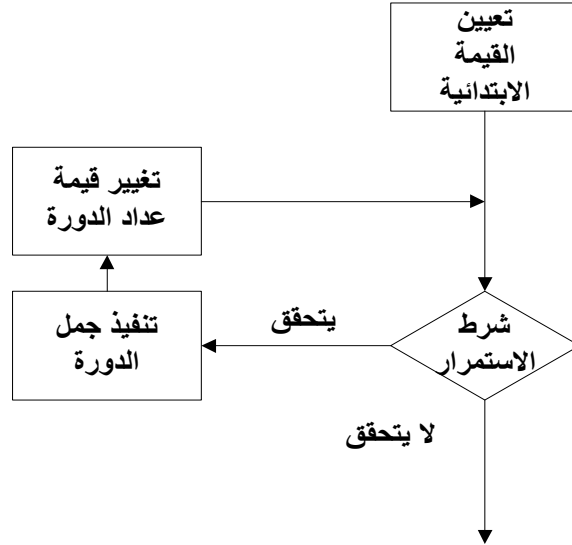 تعيين
القيمة
الابتدائية
تغيير قيمة
عداد الدورة
تنفيذ جمل
الدورة
يتحقق
شرط
الاستمرار
لا يتحقق